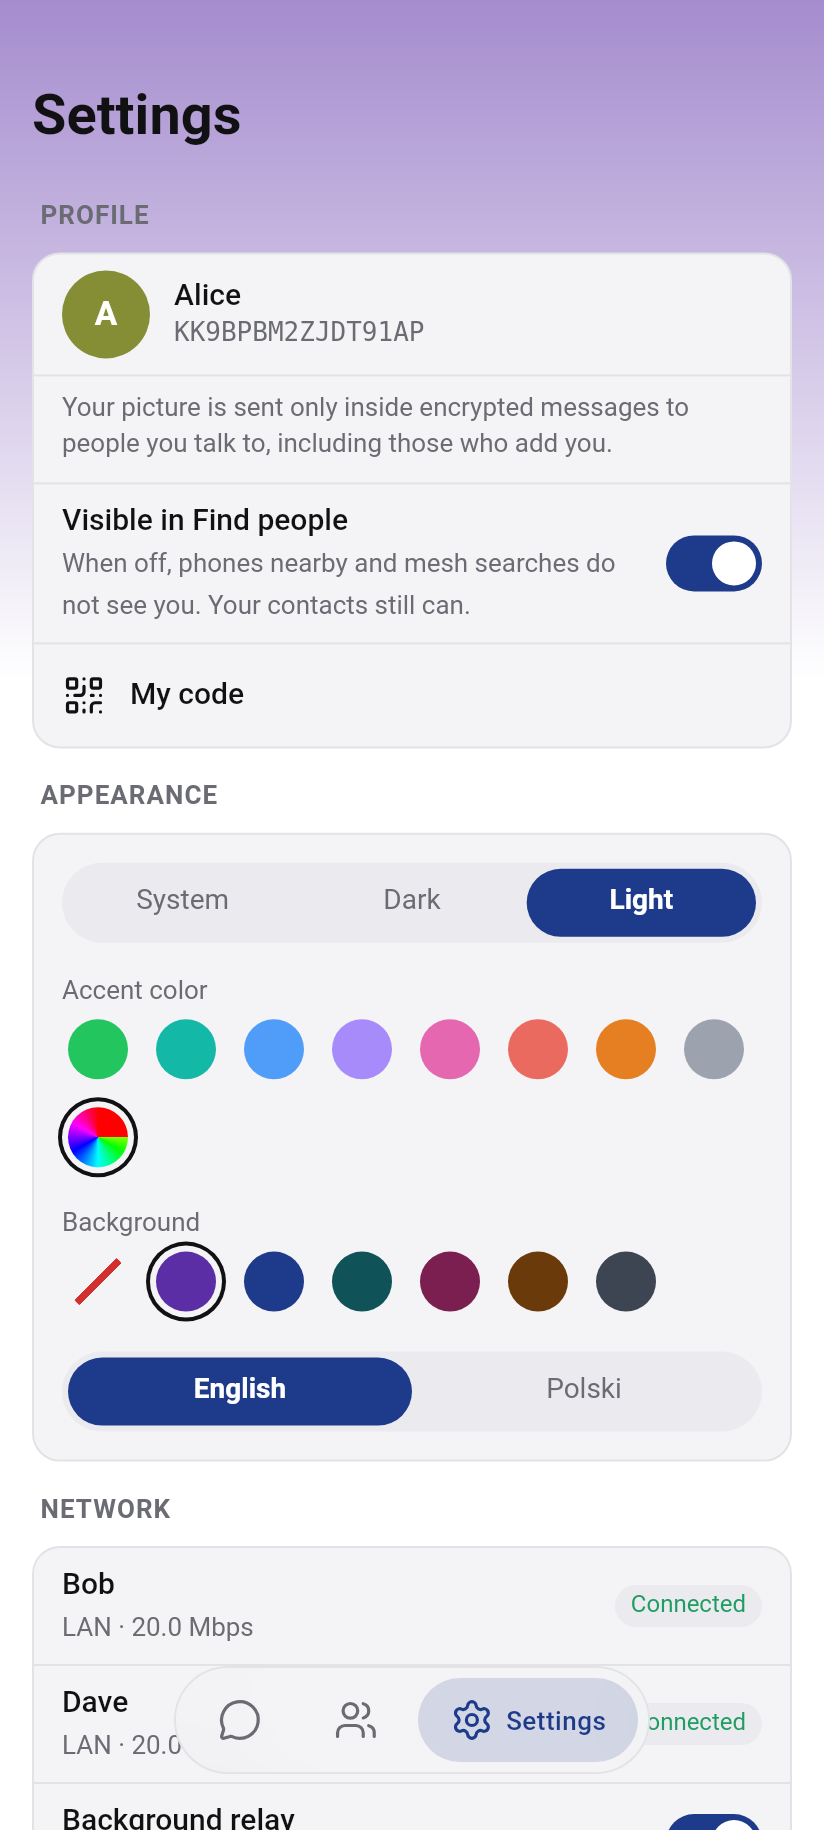 Settings
PROFILE
A
Alice
KK9BPBM2ZJDT91AP
Your picture is sent only inside encrypted messages to
people you talk to, including those who add you.
Visible in Find people
When off, phones nearby and mesh searches do
not see you. Your contacts still can.
My code
APPEARANCE
System Dark Light
Accent color
Background
English Polski
NETWORK
Bob
Connected
LAN · 20.0 Mbps
Dave
onnected
LAN · 20.0
Settings
Background relay